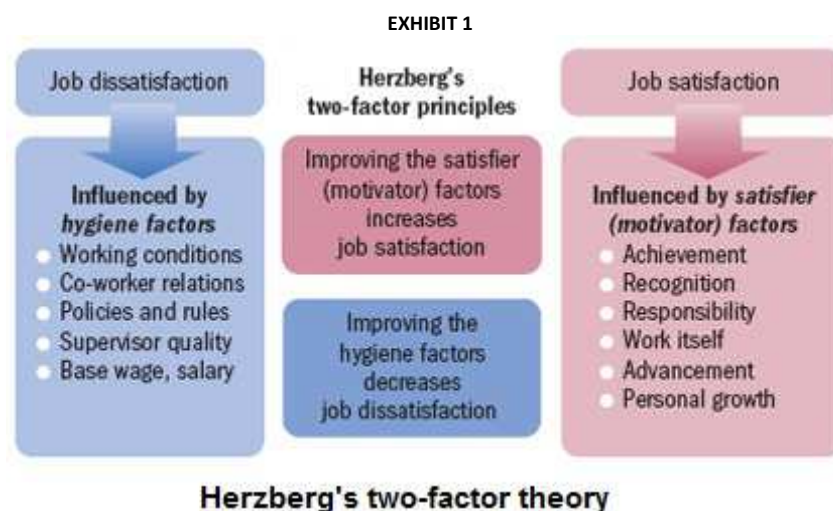 EXHIBIT 1
Job dissatisfaction
Influenced by
hygiene factors
Working conditions
Co-worker relations
Policies and rules
Supervisor quality
Base wage, salary
Herzberg's
two-factor principles
Improving the satisfier
(motivator) factors
increases
job satisfaction
Improving the
hygiene factors
decreases
job dissatisfaction
Job satisfaction
Influenced by satisfier
(motivator) factors
Achievement
Recognition
Responsibility
Work itself
Advancement
Personal growth
Herzberg's two-factor theory